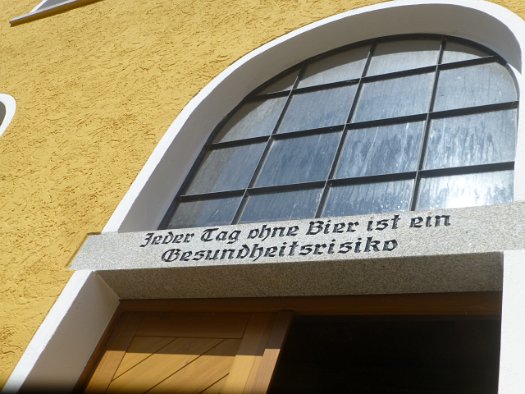 Jeder Tag ohne Bier ist ein
Gesundheitsrisiko